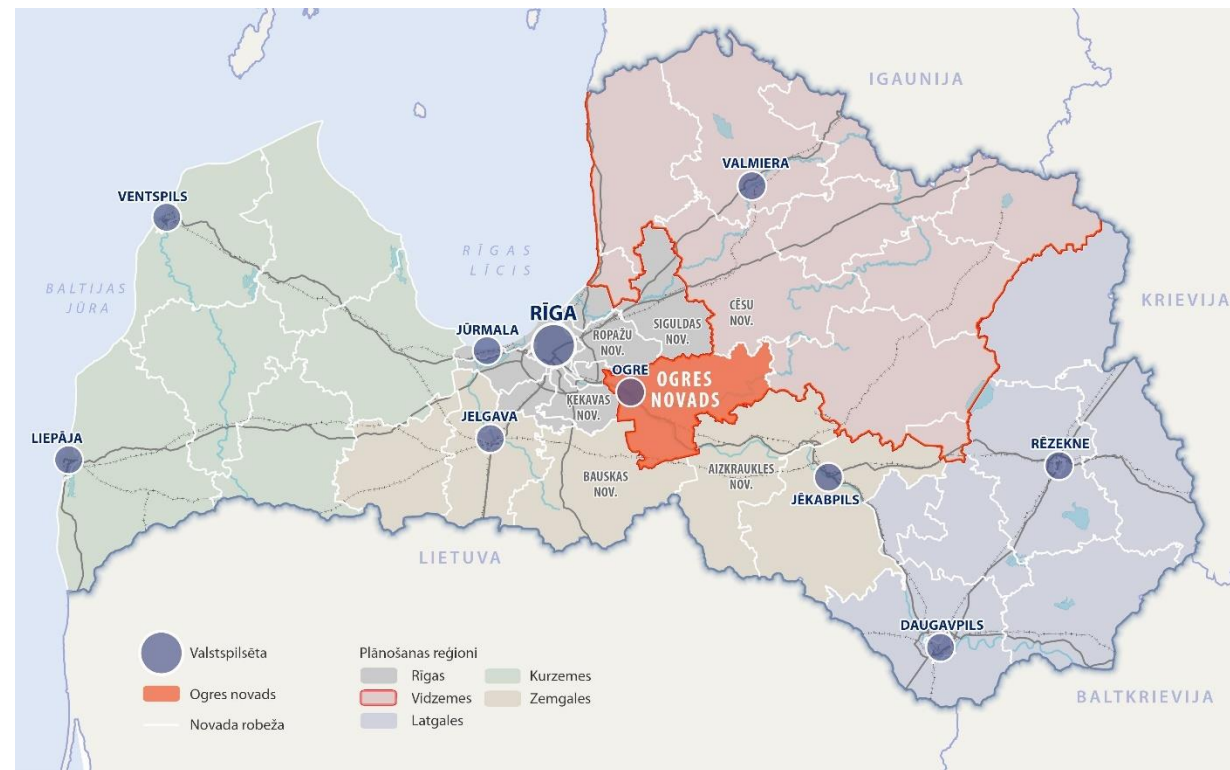 IGAUNIJA
VALMIERA
VENTSPILS
RĪGAS
LĪCIS
BALTIJAS
JŪRA
KRIEVIJA
RĪGA
CĒSU
NOV.
SIGULDAS
NOV.
ROPAŽU
NOV.
JŪRMALA
OGRE
OGRES
NOVADS
ĶEKAVAS
NOV.
JELGAVA
LIEPĀJA
RĒZEKNE
BAUSKAS
NOV.
AIZKRAUKLES
NOV.
JĒKABPILS
LIETUVA
DAUGAVPILS
BALTKRIEVIJA
Valstspilsēta
Ogres novads
Novada robeža
Plānošanas reģioni
Rīgas
Vidzemes
Latgales
Kurzemes
Zemgales